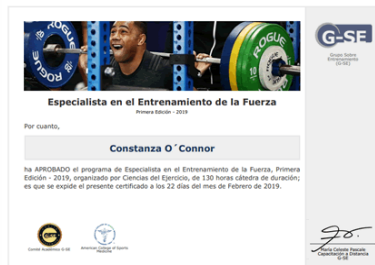 ROGUE
ROGUE
G-SE
Grupo Sobre
Entrenamiento
(G-SE)
Especialista en el Entrenamiento de la Fuerza
Primera Edición - 2019
Por cuanto,
Constanza O´Connor
ha APROBADO el programa de Especialista en el Entrenamiento de la Fuerza, Primera
Edición - 2019, organizado por Ciencias del Ejercicio, de 130 horas cátedra de duración;
es que se expide el presente certificado a los 22 días del mes de Febrero de 2019.
G-SE
Comité Académico G-SE
American College of Sports
Medicine
María Celeste Pascale
Capacitación a Distancia
G-SE